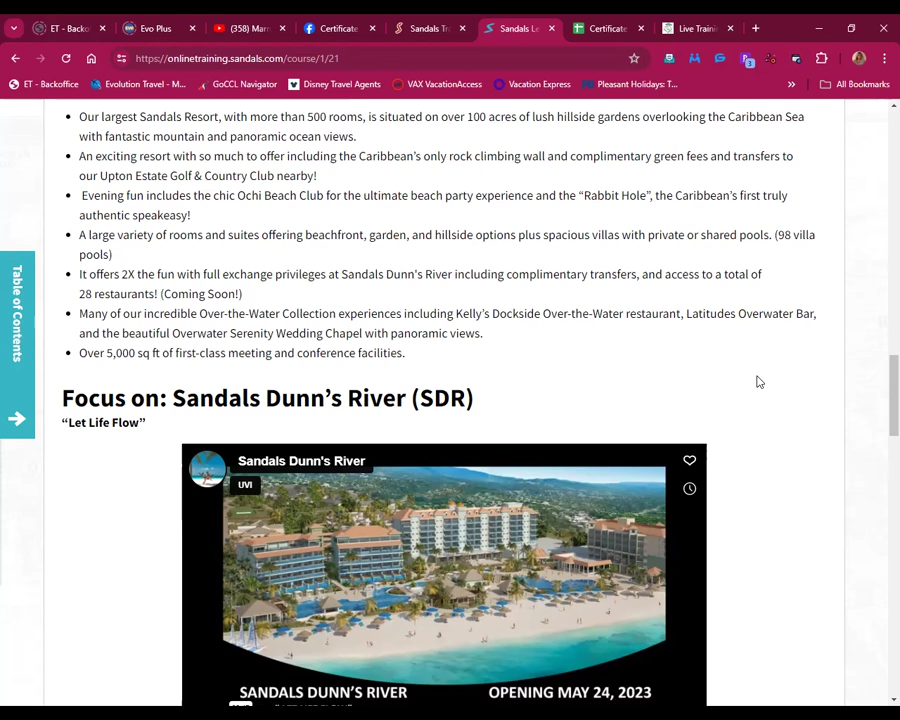 ET - Backo
Evo Plus
(358) Mar
Certificate
Sandals Tr
Sandals Le
Certificate
Live Traini
https://onlinetraining.sandals.com/course/1/21
3
ET - Backoffice
Evolution Travel - M...
GoCCL Navigator
Disney Travel Agents
VAX VacationAccess
Vacation Express
Pleasant Holidays: T...
All Bookmarks
Our largest Sandals Resort, with more than 500 rooms, is situated on over 100 acres of lush hillside gardens overlooking the Caribbean Sea
with fantastic mountain and panoramic ocean views.
An exciting resort with so much to offer including the Caribbean's only rock climbing wall and complimentary green fees and transfers to
our Upton Estate Golf & Country Club nearby!
Evening fun includes the chic Ochi Beach Club for the ultimate beach party experience and the “Rabbit Hole”, the Caribbean's first truly
authentic speakeasy!
A large variety of rooms and suites offering beachfront, garden, and hillside options plus spacious villas with private or shared pools. (98 villa
pools)
It offers 2X the fun with full exchange privileges at Sandals Dunn's River including complimentary transfers, and access to a total of
28 restaurants! (Coming Soon!)
Many of our incredible Over-the-Water Collection experiences including Kelly's Dockside Over-the-Water restaurant, Latitudes Overwater Bar,
and the beautiful Overwater Serenity Wedding Chapel with panoramic views.
Over 5,000 sq ft of first-class meeting and conference facilities.
Table of Contents
Focus on: Sandals Dunn's River (SDR)
“Let Life Flow”
Sandals Dunn's River
UVI
SANDALS DUNN'S RIVER
OPENING MAY 24, 2023